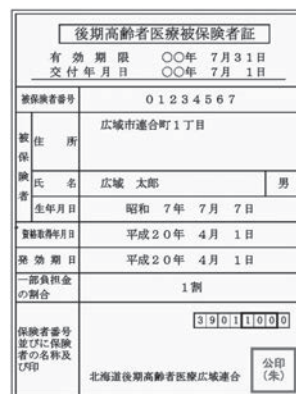 後期高齢者医療被保険者証
有効期限 〇〇年 7月31日
交付年月日 〇〇年 7月 1日
被保険者番号 01234567
被保険者
住所 広域市連合町1丁目
氏名 広域 太郎 男
生年月日 昭和 7年 7月 7日
資格取得年月日 平成20年 4月 1日
発効期日 平成20年 4月 1日
一部負担金の割合 1割
保険者番号並びに保険者の名称及び印
39011000
北海道後期高齢者医療広域連合
公印
(朱)